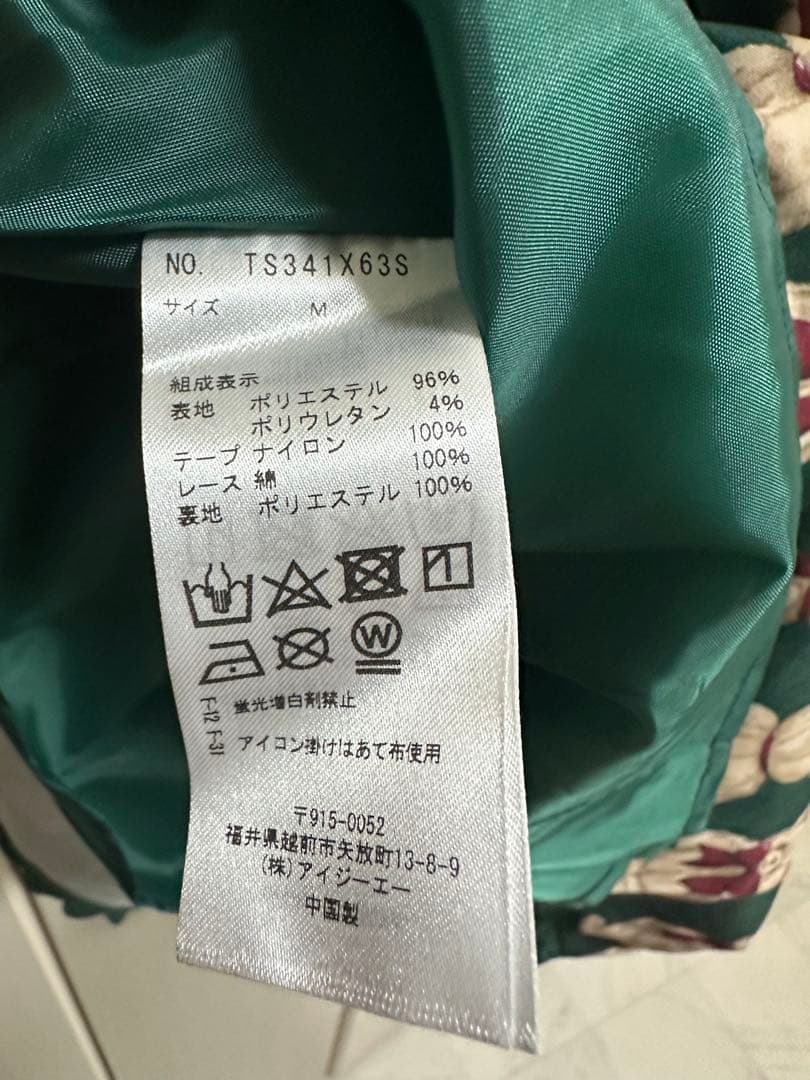 NO. TS341X63S
サイズ M
組成表示
表地 ポリエステル 96%
ポリウレタン 4%
テープ ナイロン 100%
レース 綿 100%
裏地 ポリエステル 100%
W
蛍光増白剤禁止
アイコン掛けはあて布使用
〒915-0052
福井県越前市矢放町13-8-9
(株)アイジーエー
中国製